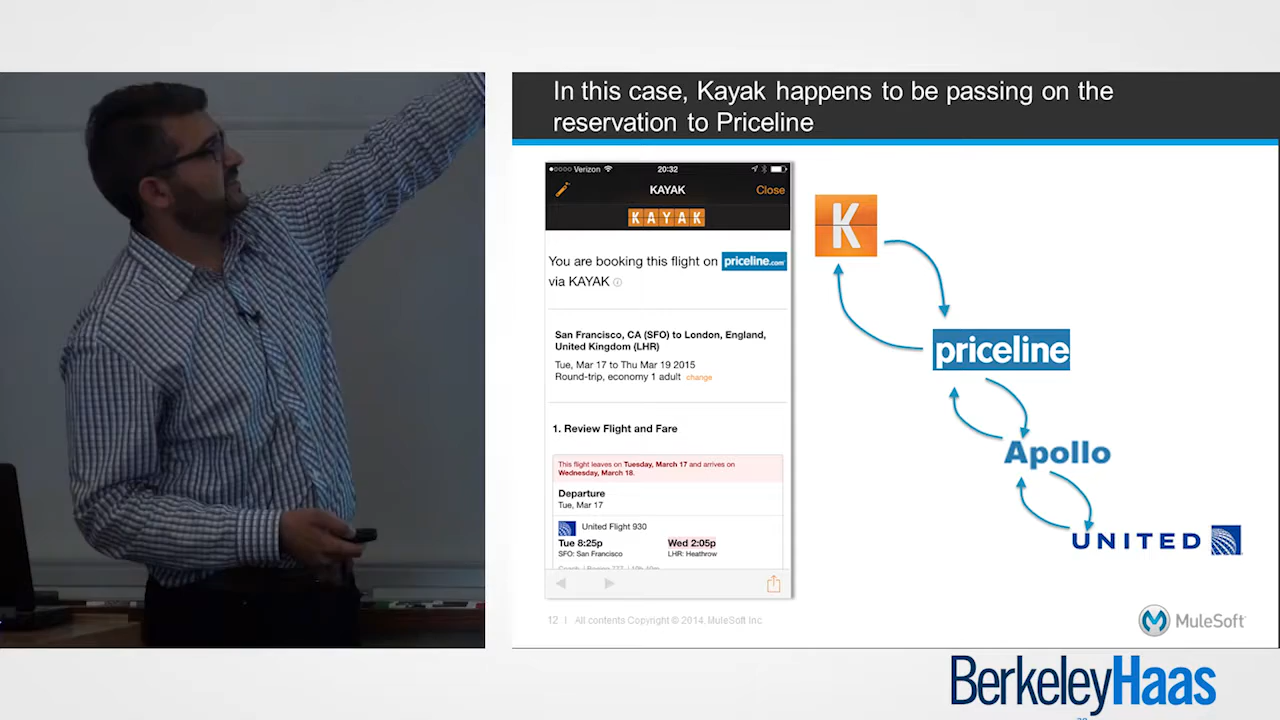 In this case, Kayak happens to be passing on the
reservation to Priceline
Verizon 20:32
KAYAK Close
KAYAK
You are booking this flight on priceline.com
via KAYAK
San Francisco, CA (SFO) to London, England,
United Kingdom (LHR)
Tue, Mar 17 to Thu Mar 19 2015
Round-trip, economy 1 adult change
1. Review Flight and Fare
This flight leaves on Tuesday, March 17 and arrives on
Wednesday, March 18.
Departure
Tue, Mar 17
United Flight 930
Tue 8:25p Wed 2:05p
SFO: San Francisco LHR: Heathrow
K
priceline
Apollo
UNITED
12 | All contents Copyright © 2014, MuleSoft Inc.
MuleSoft
BerkeleyHaas